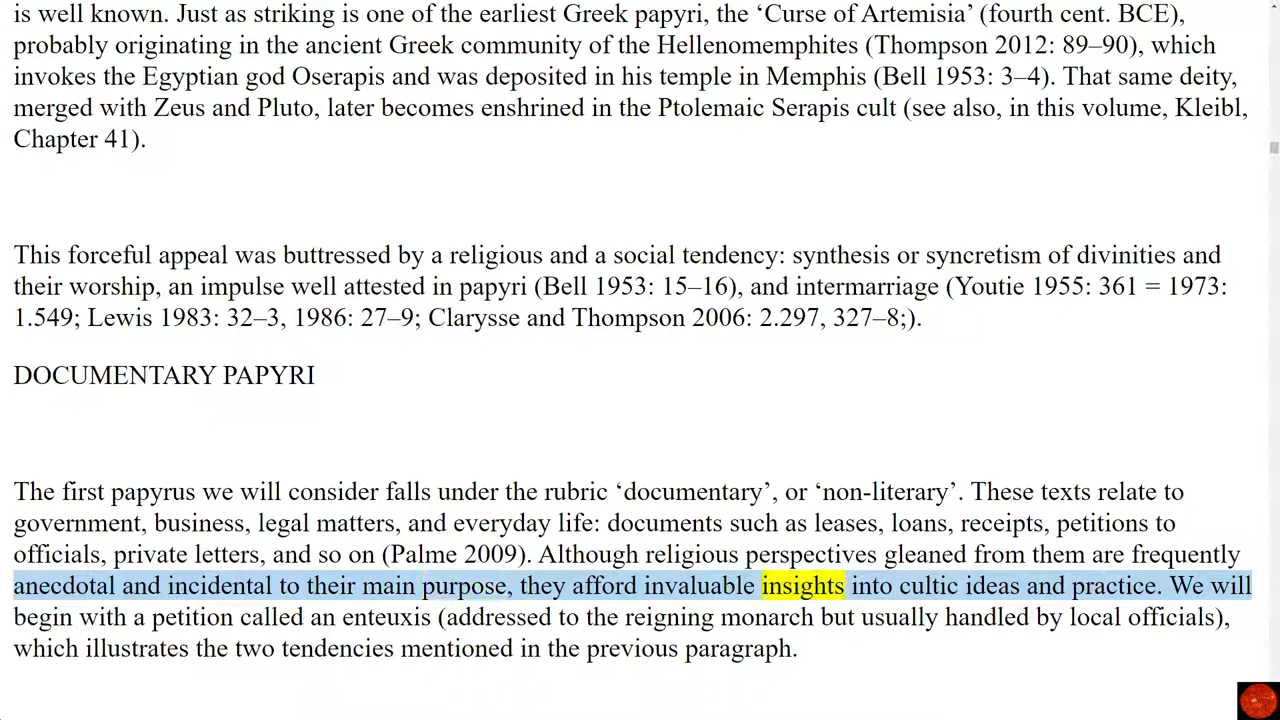 is well known. Just as striking is one of the earliest Greek papyri, the ‘Curse of Artemisia’ (fourth cent. BCE),
probably originating in the ancient Greek community of the Hellenomemphites (Thompson 2012: 89–90), which
invokes the Egyptian god Oserapis and was deposited in his temple in Memphis (Bell 1953: 3–4). That same deity,
merged with Zeus and Pluto, later becomes enshrined in the Ptolemaic Serapis cult (see also, in this volume, Kleibl,
Chapter 41).
This forceful appeal was buttressed by a religious and a social tendency: synthesis or syncretism of divinities and
their worship, an impulse well attested in papyri (Bell 1953: 15–16), and intermarriage (Youtie 1955: 361 = 1973:
1.549; Lewis 1983: 32–3, 1986: 27–9; Clarysse and Thompson 2006: 2.297, 327–8;).
DOCUMENTARY PAPYRI
The first papyrus we will consider falls under the rubric ‘documentary’, or ‘non-literary’. These texts relate to
government, business, legal matters, and everyday life: documents such as leases, loans, receipts, petitions to
officials, private letters, and so on (Palme 2009). Although religious perspectives gleaned from them are frequently
anecdotal and incidental to their main purpose, they afford invaluable insights into cultic ideas and practice. We will
begin with a petition called an enteuxis (addressed to the reigning monarch but usually handled by local officials),
which illustrates the two tendencies mentioned in the previous paragraph.